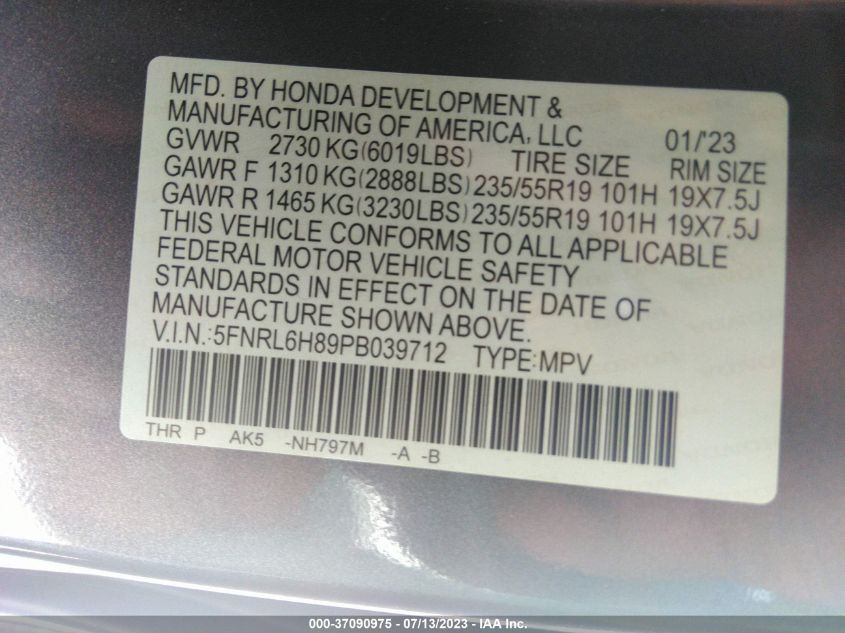 MFD. BY HONDA DEVELOPMENT &
MANUFACTURING OF AMERICA, LLC 01/'23
GVWR 2730 KG(6019LBS) TIRE SIZE RIM SIZE
GAWR F 1310 KG(2888LBS) 235/55R19 101H 19X7.5J
GAWR R 1465 KG(3230LBS) 235/55R19 101H 19X7.5J
THIS VEHICLE CONFORMS TO ALL APPLICABLE
FEDERAL MOTOR VEHICLE SAFETY
STANDARDS IN EFFECT ON THE DATE OF
MANUFACTURE SHOWN ABOVE.
V.I.N.:5FNRL6H89PB039712 TYPE:MPV
THR P AK5 -NH797M -A -B
000-37090975 - 07/13/2023 - IAA Inc.